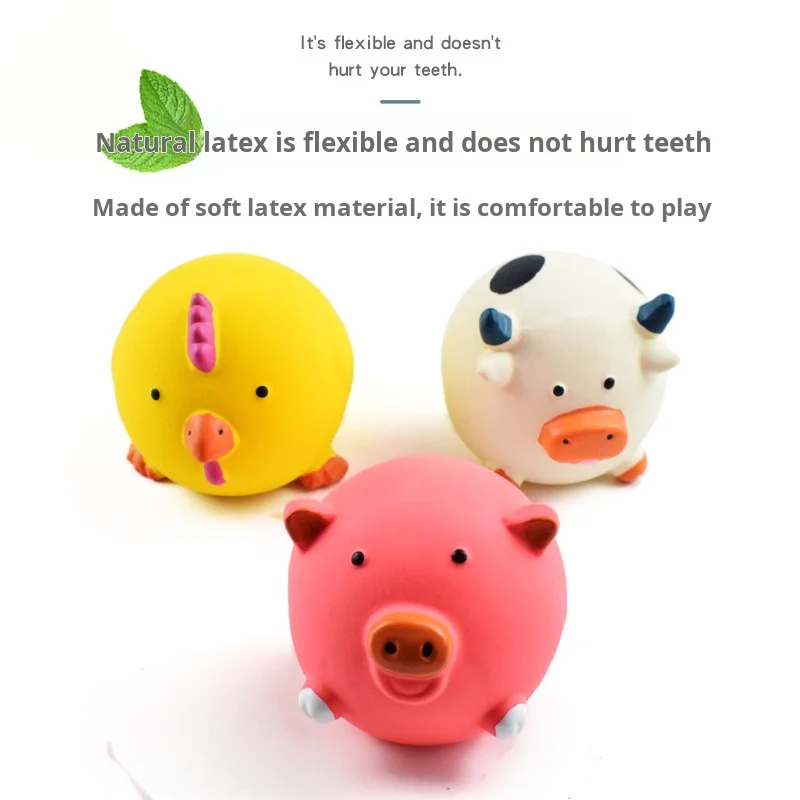 It's flexible and doesn't
hurt your teeth.
Natural latex is flexible and does not hurt teeth
Made of soft latex material, it is comfortable to play